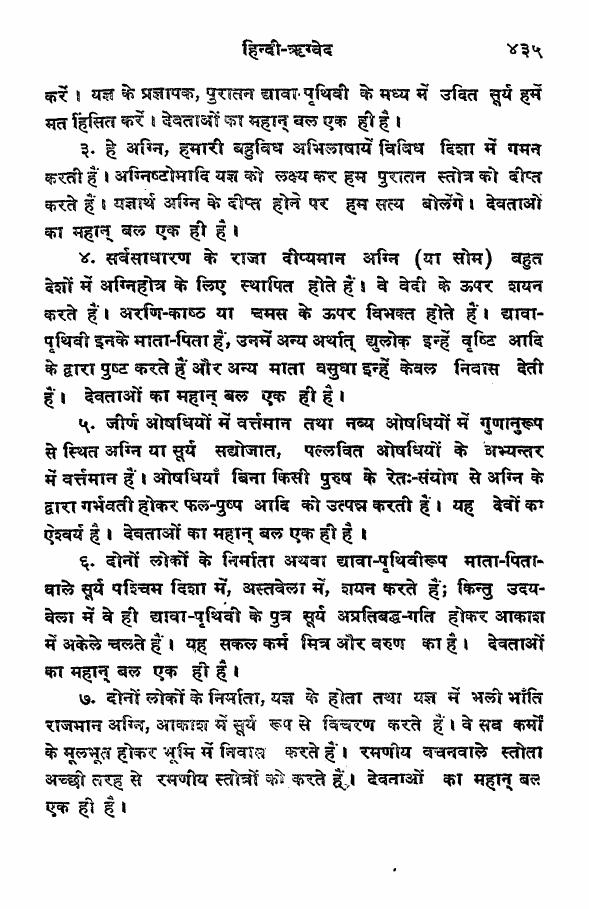 हिन्दी-ऋग्वेद ४३५
करें। यज्ञ के प्रज्ञापक, पुरातन द्यावा-पृथिवी के मध्य में उदित सूर्य हमें
मत हिंसित करें। देवताओं का महान् बल एक ही है।
३. हे अग्नि, हमारी बहुविध अभिलाषायें विविध दिशा में गमन
करती हैं। अग्निष्टोमादि यज्ञ को लक्ष्य कर हम पुरातन स्तोत्र को दीप्त
करते हैं। यज्ञार्थ अग्नि के दीप्त होने पर हम सत्य बोलेंगे। देवताओं
का महान् बल एक ही है।
४. सर्वसाधारण के राजा दीप्यमान अग्नि (या सोम) बहुत
देशों में अग्निहोत्र के लिए स्थापित होते हैं। वे वेदी के ऊपर शयन
करते हैं। अरणि-काष्ठ या चमस के ऊपर विभक्त होते हैं। द्यावा-
पृथिवी इनके माता-पिता हैं, उनमें अन्य अर्थात् द्युलोक इन्हें वृष्टि आदि
के द्वारा पुष्ट करते हैं और अन्य माता वसुधा इन्हें केवल निवास देती
हैं। देवताओं का महान् बल एक ही है।
५. जीर्ण ओषधियों में वर्त्तमान तथा नव्य ओषधियों में गुणानुरूप
से स्थित अग्नि या सूर्य सद्योजात, पल्लवित ओषधियों के अभ्यन्तर
में वर्त्तमान हैं। ओषधियाँ बिना किसी पुरुष के रेतः-संयोग से अग्नि के
द्वारा गर्भवती होकर फल-पुष्प आदि को उत्पन्न करती हैं। यह देवों का
ऐश्वर्य है। देवताओं का महान् बल एक ही है।
६. दोनों लोकों के निर्माता अथवा द्यावा-पृथिवीरूप माता-पिता-
वाले सूर्य पश्चिम दिशा में, अस्तवेला में, शयन करते हैं; किन्तु उदय-
वेला में वे ही द्यावा-पृथिवी के पुत्र सूर्य अप्रतिबद्ध-गति होकर आकाश
में अकेले चलते हैं। यह सकल कर्म मित्र और वरुण का है। देवताओं
का महान् बल एक ही है।
७. दोनों लोकों के निर्माता, यज्ञ के होता तथा यज्ञ में भली भाँति
राजमान अग्नि, आकाश में सूर्य रूप से विचरण करते हैं। वे सब कर्मों
के मूलभूत होकर भूमि में निवास करते हैं। रमणीय वचनवाले स्तोता
अच्छी तरह से रमणीय स्तोत्रों को करते हैं। देवताओं का महान् बल
एक ही है।